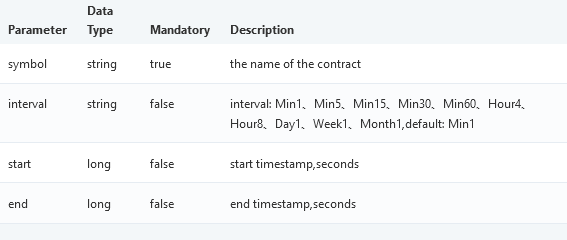 Parameter Data Type Mandatory Description
symbol string true the name of the contract
interval string false interval: Min1、Min5、Min15、Min30、Min60、Hour4、
Hour8、Day1、Week1、Month1,default: Min1
start long false start timestamp,seconds
end long false end timestamp,seconds